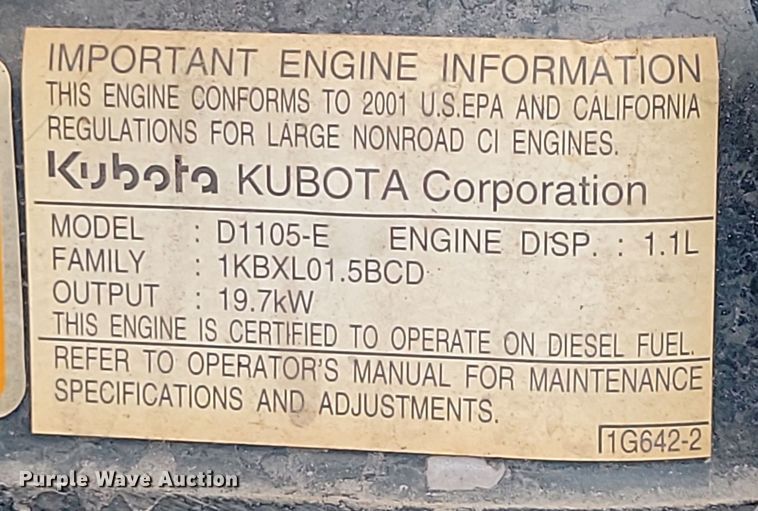 IMPORTANT ENGINE INFORMATION
THIS ENGINE CONFORMS TO 2001 U.S.EPA AND CALIFORNIA
REGULATIONS FOR LARGE NONROAD CI ENGINES.
Kubota KUBOTA Corporation
MODEL : D1105-E ENGINE DISP. : 1.1L
FAMILY : 1KBXL01.5BCD
OUTPUT : 19.7kW
THIS ENGINE IS CERTIFIED TO OPERATE ON DIESEL FUEL.
REFER TO OPERATOR'S MANUAL FOR MAINTENANCE
SPECIFICATIONS AND ADJUSTMENTS.
1G642-2
Purple Wave Auction